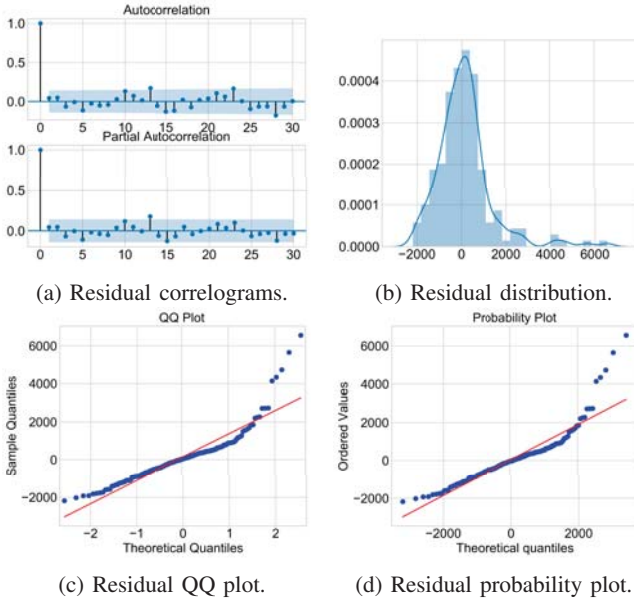 Autocorrelation
1.0
0.5
0.0
0 5 10 15 20 25 30
Partial Autocorrelation
1.0
0.5
0.0
0 5 10 15 20 25 30
(a) Residual correlograms.
0.0004
0.0003
0.0002
0.0001
0.0000
−2000 0 2000 4000 6000
(b) Residual distribution.
QQ Plot
Sample Quantiles
6000
4000
2000
0
−2000
−2 −1 0 1 2
Theoretical Quantiles
(c) Residual QQ plot.
Probability Plot
Ordered Values
6000
4000
2000
0
−2000
−2000 0 2000
Theoretical quantiles
(d) Residual probability plot.